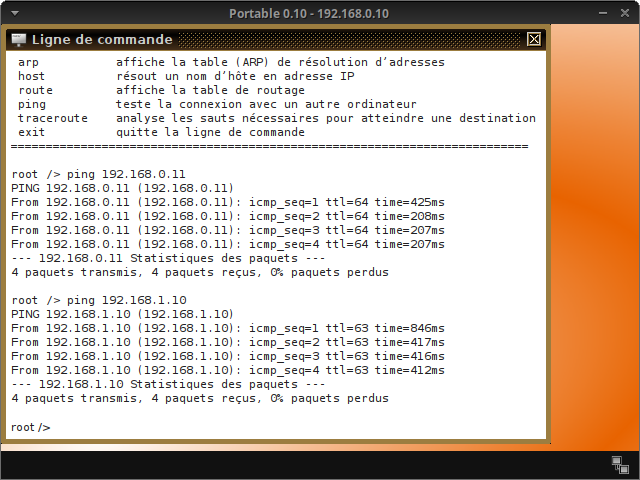 Portable 0.10 - 192.168.0.10
Ligne de commande
arp affiche la table (ARP) de résolution d'adresses
host résout un nom d'hôte en adresse IP
route affiche la table de routage
ping teste la connexion avec un autre ordinateur
traceroute analyse les sauts nécessaires pour atteindre une destination
exit quitte la ligne de commande
==========================================================================
root /> ping 192.168.0.11
PING 192.168.0.11 (192.168.0.11)
From 192.168.0.11 (192.168.0.11): icmp_seq=1 ttl=64 time=425ms
From 192.168.0.11 (192.168.0.11): icmp_seq=2 ttl=64 time=208ms
From 192.168.0.11 (192.168.0.11): icmp_seq=3 ttl=64 time=207ms
From 192.168.0.11 (192.168.0.11): icmp_seq=4 ttl=64 time=207ms
--- 192.168.0.11 Statistiques des paquets ---
4 paquets transmis, 4 paquets reçus, 0% paquets perdus
root /> ping 192.168.1.10
PING 192.168.1.10 (192.168.1.10)
From 192.168.1.10 (192.168.1.10): icmp_seq=1 ttl=63 time=846ms
From 192.168.1.10 (192.168.1.10): icmp_seq=2 ttl=63 time=417ms
From 192.168.1.10 (192.168.1.10): icmp_seq=3 ttl=63 time=416ms
From 192.168.1.10 (192.168.1.10): icmp_seq=4 ttl=63 time=412ms
--- 192.168.1.10 Statistiques des paquets ---
4 paquets transmis, 4 paquets reçus, 0% paquets perdus
root />